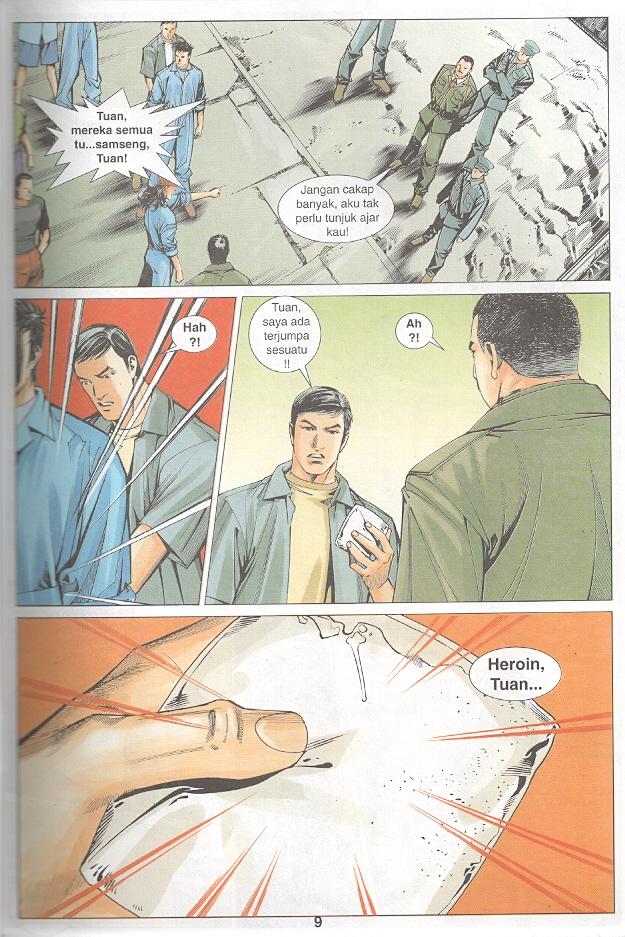 Tuan,
mereka semua
tu...samseng,
Tuan!
Jangan cakap
banyak, aku tak
perlu tunjuk ajar
kau!
Hah
?!
Tuan,
saya ada
terjumpa
sesuatu
!!
Ah
?!
Heroin,
Tuan...
9